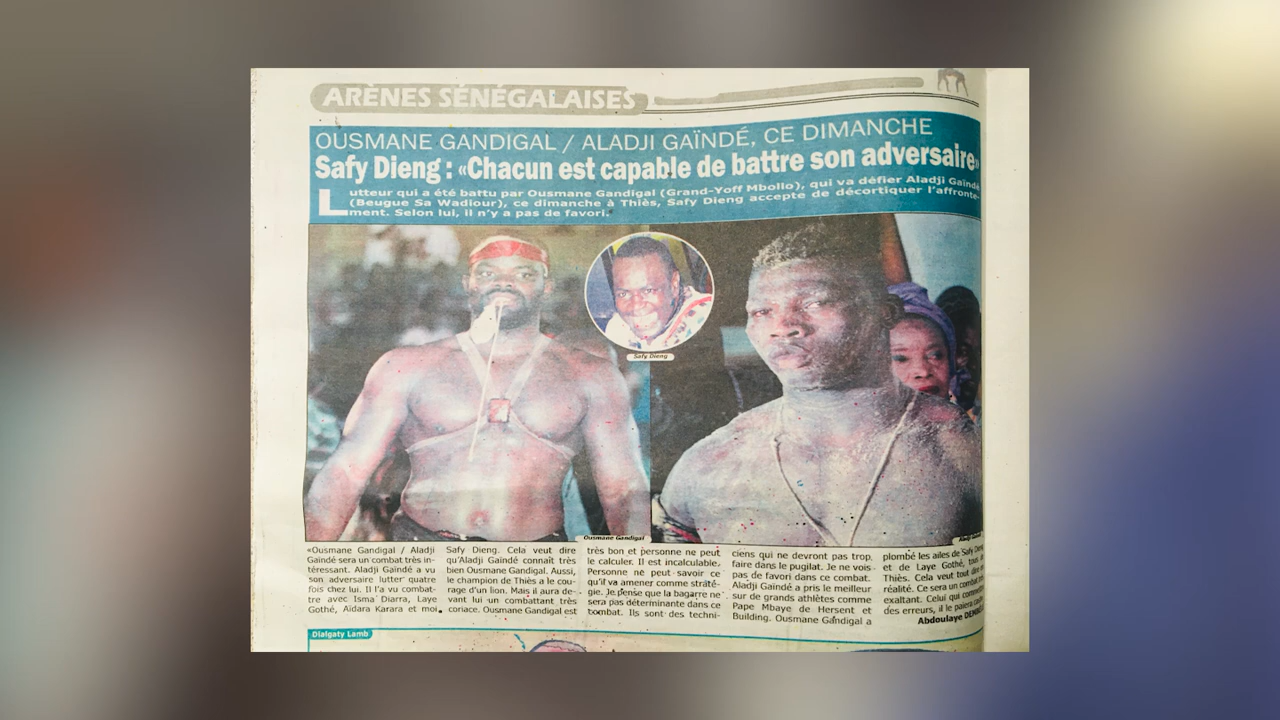 ARÈNES SÉNÉGALAISES
OUSMANE GANDIGAL / ALADJI GAÏNDÉ, CE DIMANCHE
Safy Dieng : «Chacun est capable de battre son adversaire»
Lutteur qui a été battu par Ousmane Gandigal (Grand-Yoff Mbollo), qui va défier Aladji Gaïndé
(Beugue Sa Wadiour), ce dimanche à Thiès, Safy Dieng accepte de décortiquer l'affronte-
ment. Selon lui, il n'y a pas de favori.
Safy Dieng
Ousmane Gandigal
Aladji
«Ousmane Gandigal / Aladji
Gaïndé sera un combat très in-
téressant. Aladji Gaïndé a vu
son adversaire lutter quatre
fois chez lui. Il l'a vu combat-
tre avec Isma Diarra, Laye
Gothé, Aïdara Karara et moi,
Safy Dieng. Cela veut dire
qu'Aladji Gaïndé connaît très
bien Ousmane Gandigal. Aussi,
le champion de Thiès a le cou-
rage d'un lion. Mais il aura de-
vant lui un combattant très
coriace. Ousmane Gandigal est
très bon et personne ne peut
le calculer. Il est incalculable.
Personne ne peut savoir ce
qu'il va amener comme straté-
gie. Je pense que la bagarre ne
sera pas déterminante dans ce
combat. Ils sont des techni-
ciens qui ne devront pas trop
faire dans le pugilat. Je ne vois
pas de favori dans ce combat.
Aladji Gaïndé a pris le meilleur
sur de grands athlètes comme
Pape Mbaye de Hersent et
Building. Ousmane Gandigal a
plombé les ailes de Safy Dieng
et de Laye Gothé, tous
Thiès. Cela veut tout dire
réalité. Ce sera un combat
exaltant. Celui qui
des erreurs, il le paiera
Abdoulaye
Dialgaty Lamb